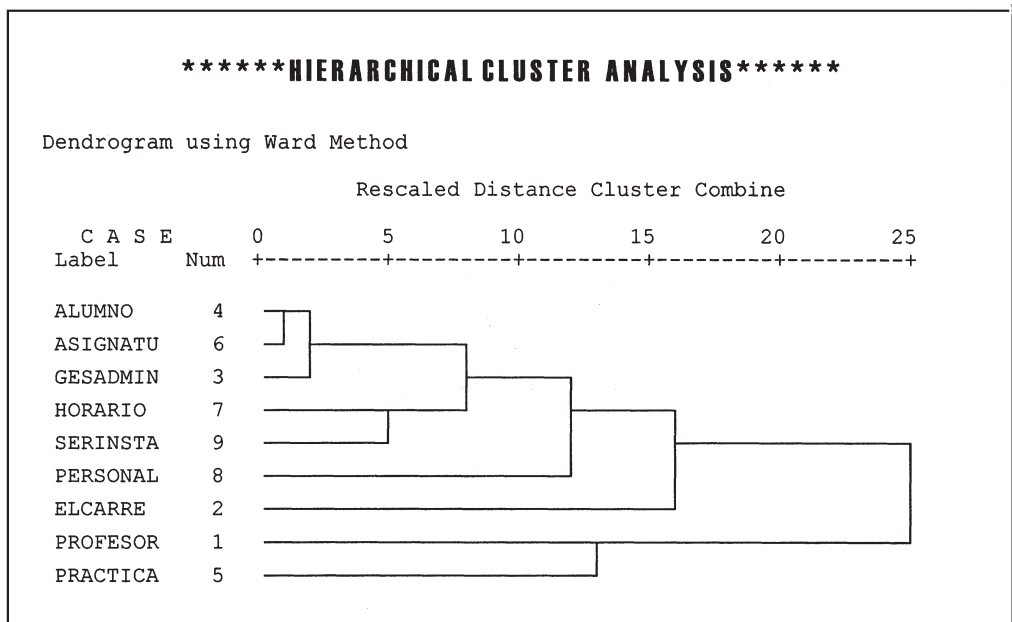 ******HIERARCHICAL CLUSTER ANALYSIS******
Dendrogram using Ward Method
Rescaled Distance Cluster Combine
C A S E 0 5 10 15 20 25
Label Num +---------+---------+---------+---------+---------+
ALUMNO 4
ASIGNATU 6
GESADMIN 3
HORARIO 7
SERINSTA 9
PERSONAL 8
ELCARRE 2
PROFESOR 1
PRACTICA 5